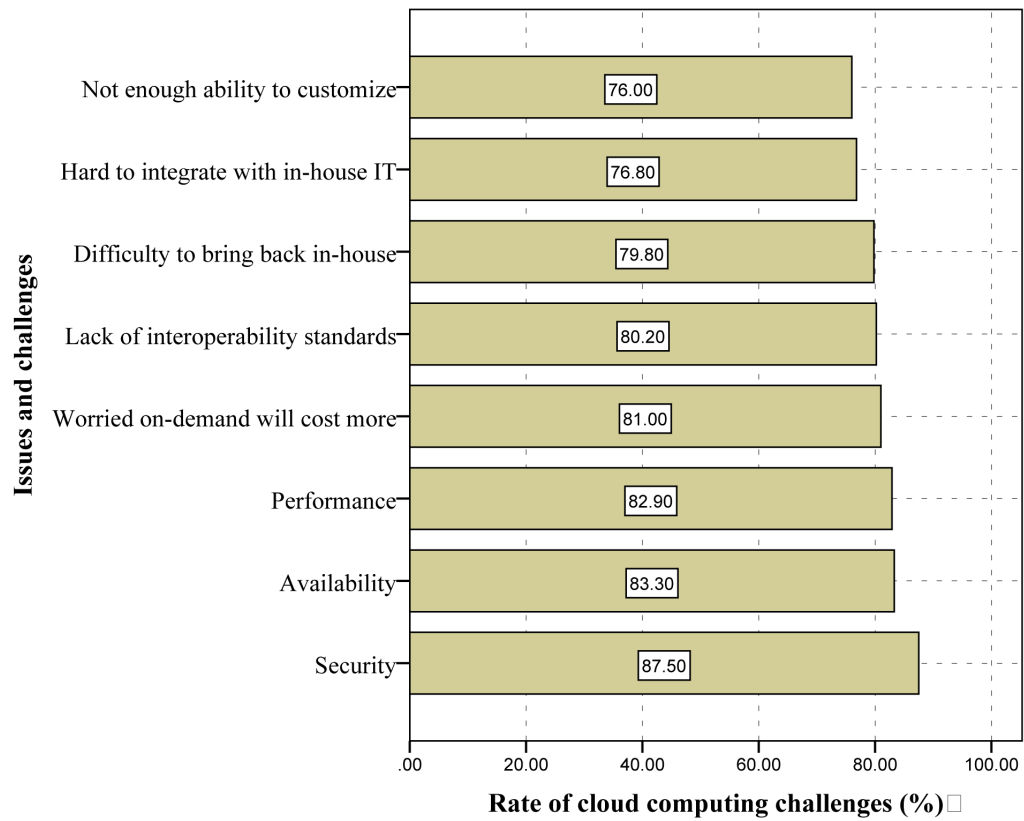 Not enough ability to customize
76.00
Hard to integrate with in-house IT
76.80
Difficulty to bring back in-house
79.80
Lack of interoperability standards
80.20
Worried on-demand will cost more
81.00
Performance
82.90
Availability
83.30
Security
87.50
Issues and challenges
.00 20.00 40.00 60.00 80.00 100.00
Rate of cloud computing challenges (%)